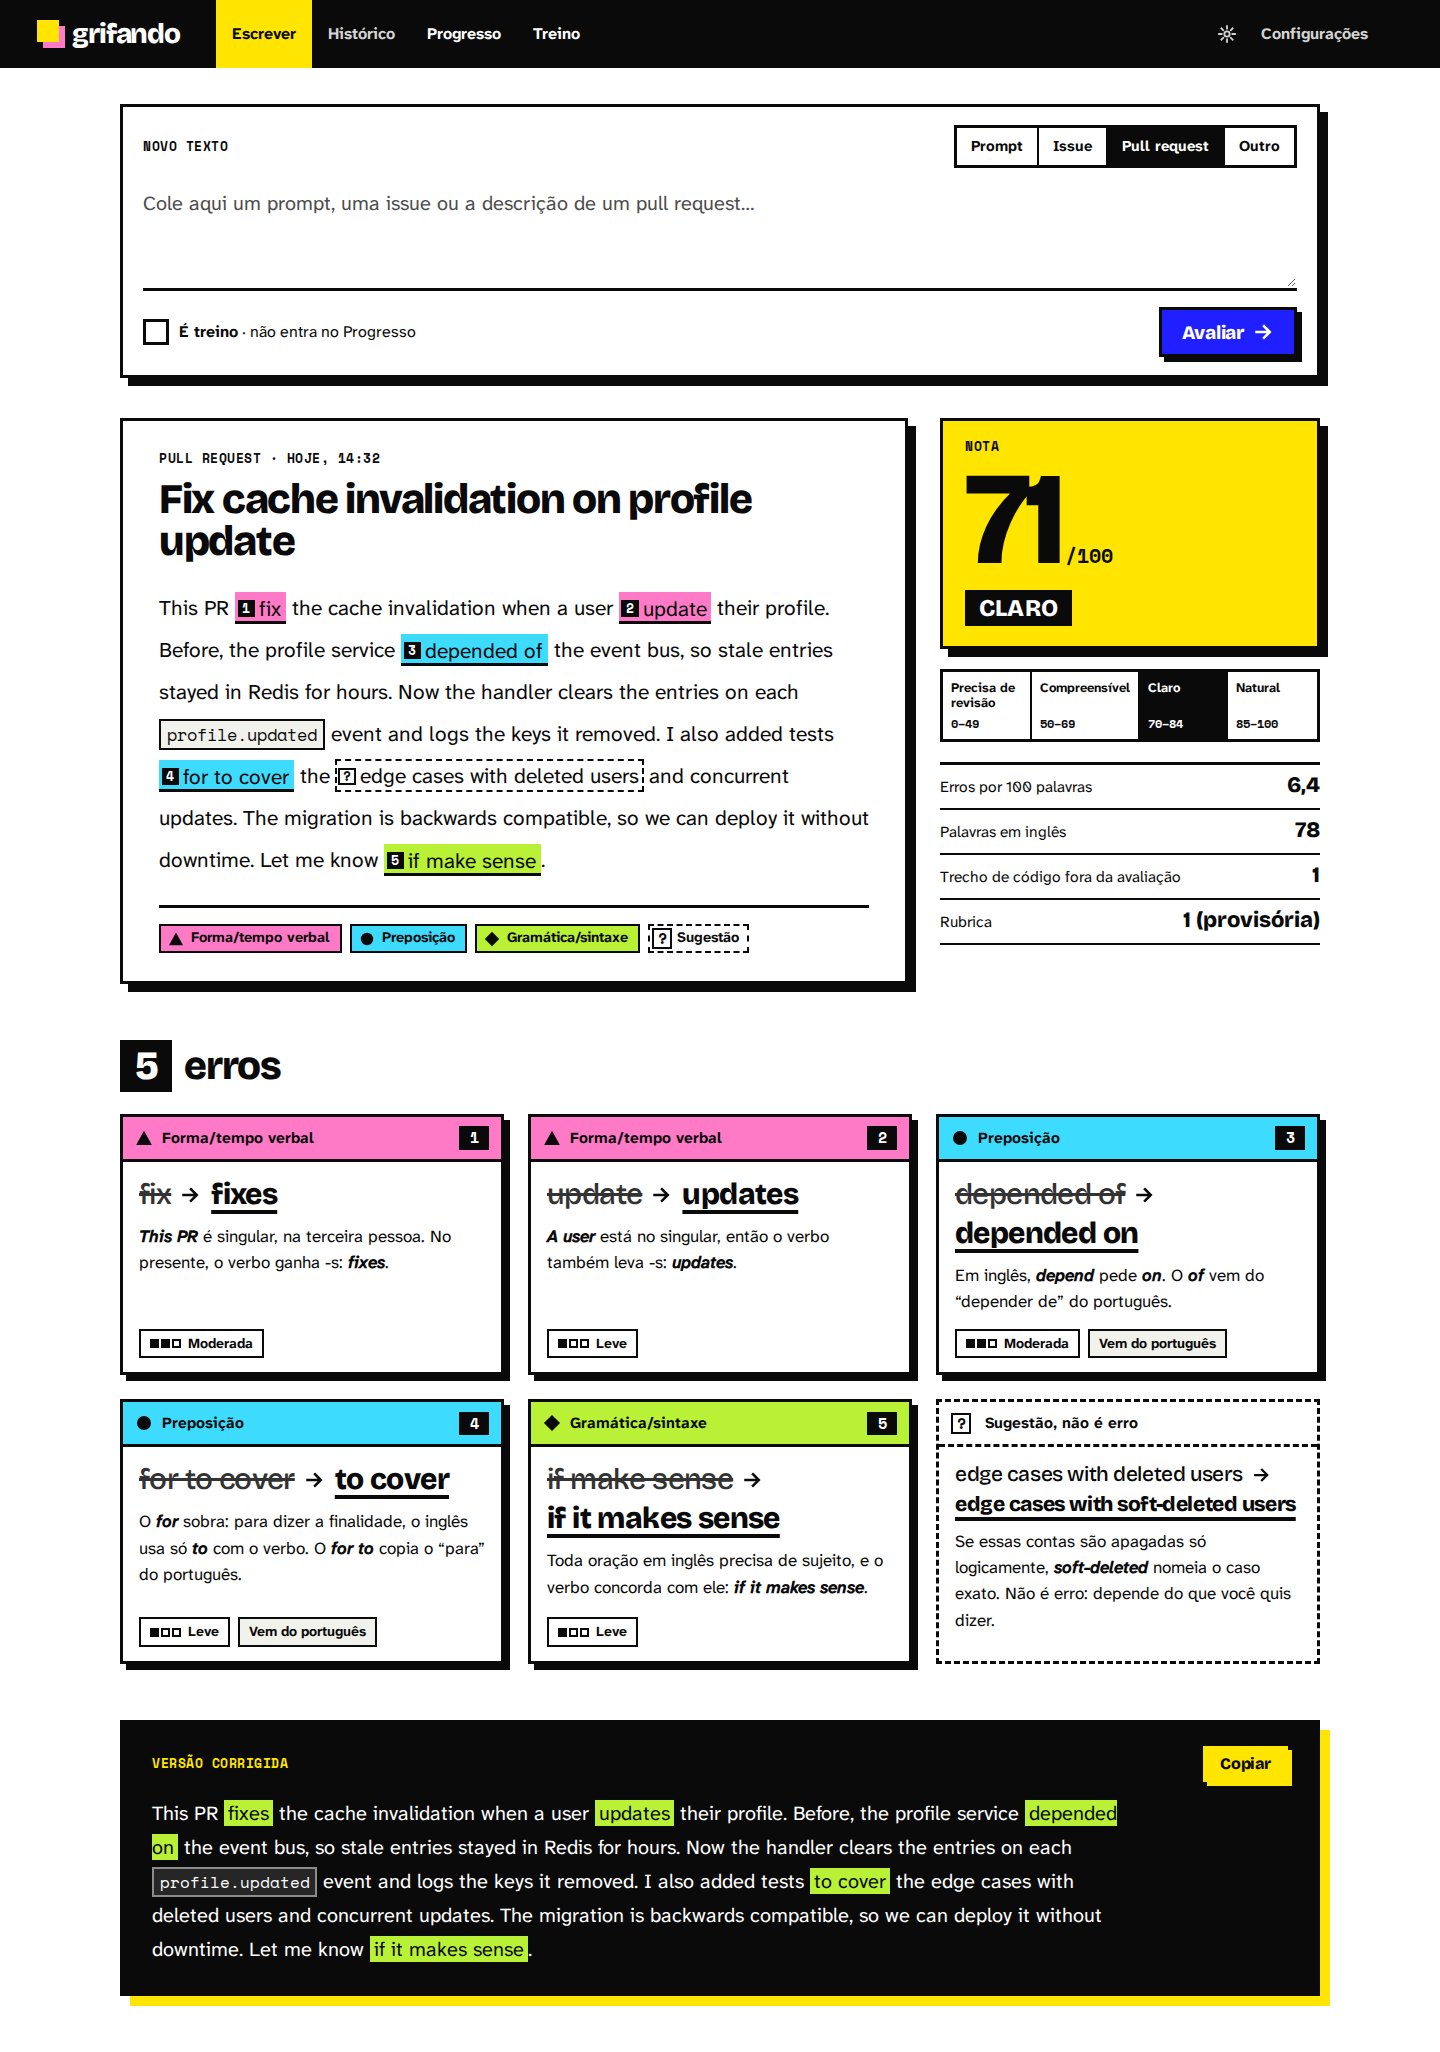 grifando
Escrever
Histórico
Progresso
Treino
Configurações
NOVO TEXTO
Prompt
Issue
Pull request
Outro
Cole aqui um prompt, uma issue ou a descrição de um pull request...
É treino · não entra no Progresso
Avaliar →
PULL REQUEST · HOJE, 14:32
Fix cache invalidation on profile
update
This PR 1 fix the cache invalidation when a user 2 update their profile.
Before, the profile service 3 depended of the event bus, so stale entries
stayed in Redis for hours. Now the handler clears the entries on each
profile.updated event and logs the keys it removed. I also added tests
4 for to cover the ? edge cases with deleted users and concurrent
updates. The migration is backwards compatible, so we can deploy it without
downtime. Let me know 5 if make sense.
Forma/tempo verbal
Preposição
Gramática/sintaxe
? Sugestão
NOTA
71/100
CLARO
Precisa de
revisão
0–49
Compreensível
50–69
Claro
70–84
Natural
85–100
Erros por 100 palavras 6,4
Palavras em inglês 78
Trecho de código fora da avaliação 1
Rubrica 1 (provisória)
5 erros
Forma/tempo verbal 1
fix → fixes
This PR é singular, na terceira pessoa. No
presente, o verbo ganha -s: fixes.
Moderada
Forma/tempo verbal 2
update → updates
A user está no singular, então o verbo
também leva -s: updates.
Leve
Preposição 3
depended of →
depended on
Em inglês, depend pede on. O of vem do
“depender de” do português.
Moderada
Vem do português
Preposição 4
for to cover → to cover
O for sobra: para dizer a finalidade, o inglês
usa só to com o verbo. O for to copia o “para”
do português.
Leve
Vem do português
Gramática/sintaxe 5
if make sense →
if it makes sense
Toda oração em inglês precisa de sujeito, e o
verbo concorda com ele: if it makes sense.
Leve
? Sugestão, não é erro
edge cases with deleted users →
edge cases with soft-deleted users
Se essas contas são apagadas só
logicamente, soft-deleted nomeia o caso
exato. Não é erro: depende do que você quis
dizer.
VERSÃO CORRIGIDA
Copiar
This PR fixes the cache invalidation when a user updates their profile. Before, the profile service depended
on the event bus, so stale entries stayed in Redis for hours. Now the handler clears the entries on each
profile.updated event and logs the keys it removed. I also added tests to cover the edge cases with
deleted users and concurrent updates. The migration is backwards compatible, so we can deploy it without
downtime. Let me know if it makes sense.